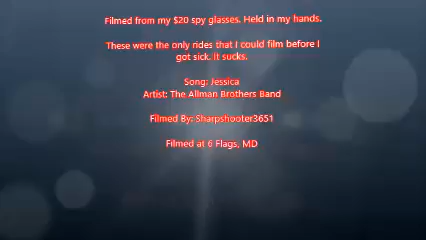 Filmed from my $20 spy glasses. Held in my hands.
These were the only rides that I could film before I
got sick. It sucks.
Song: Jessica
Artist: The Allman Brothers Band
Filmed By: Sharpshooter3651
Filmed at 6 Flags, MD